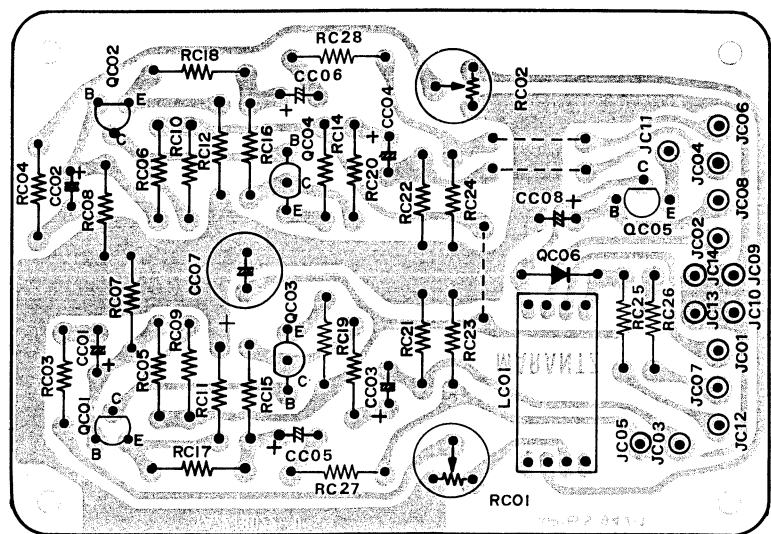 RC28
RC18
QC02
CC06
RC02
B
E
C
RC10
RC12
RC16
QC04
RC14
CC04
JC06
JC11
JC04
RC04
CC02
RC08
RC06
B
C
E
RC20
RC22
RC24
CC08
C
B
E
QC05
JC08
JC02
CC07
QC06
JC14
JC09
RC07
QC03
RC25
RC26
JC13
JC10
RC03
CC01
RC05
RC09
E
C
B
RC19
RC21
RC23
MARANTZ
JC01
QC01
RC11
RC15
CC03
LC01
JC07
C
B
E
JC05
JC03
JC12
RC17
CC05
RC27
RC01